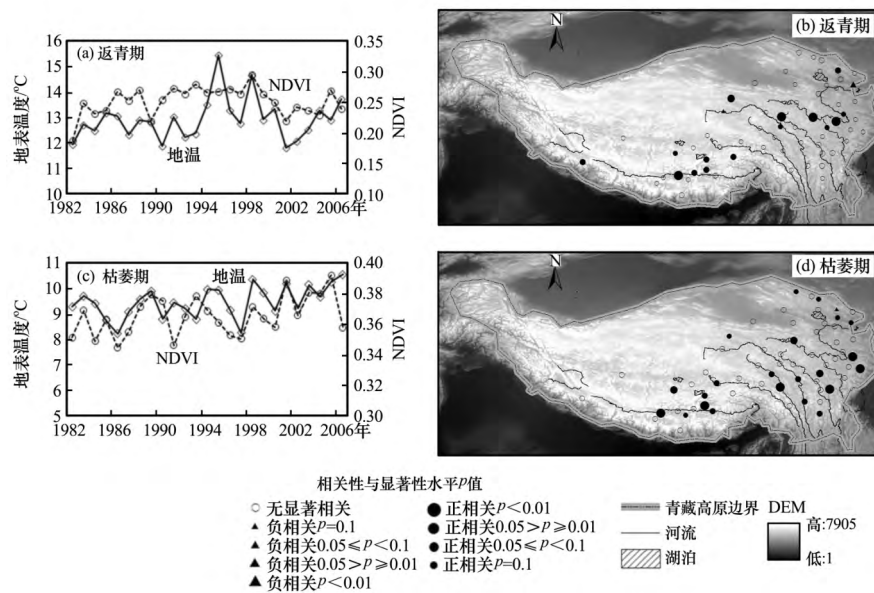 (a) 返青期
地表温度/°C
16
15
14
13
12
11
10
0.35
0.30
0.25
0.20
0.15
0.10
NDVI
NDVI
地温
1982 1986 1990 1994 1998 2002 2006年
N
(b) 返青期
(c) 枯萎期
地表温度/°C
11
10
9
8
7
6
5
0.40
0.38
0.36
0.34
0.32
0.30
NDVI
地温
NDVI
1982 1986 1990 1994 1998 2002 2006年
N
(d) 枯萎期
相关性与显著性水平p值
无显著相关
负相关p=0.1
负相关0.05≤p<0.1
负相关0.05>p≥0.01
负相关p<0.01
正相关p<0.01
正相关0.05>p≥0.01
正相关0.05≤p<0.1
正相关p=0.1
青藏高原边界
河流
湖泊
DEM
高:7905
低:1